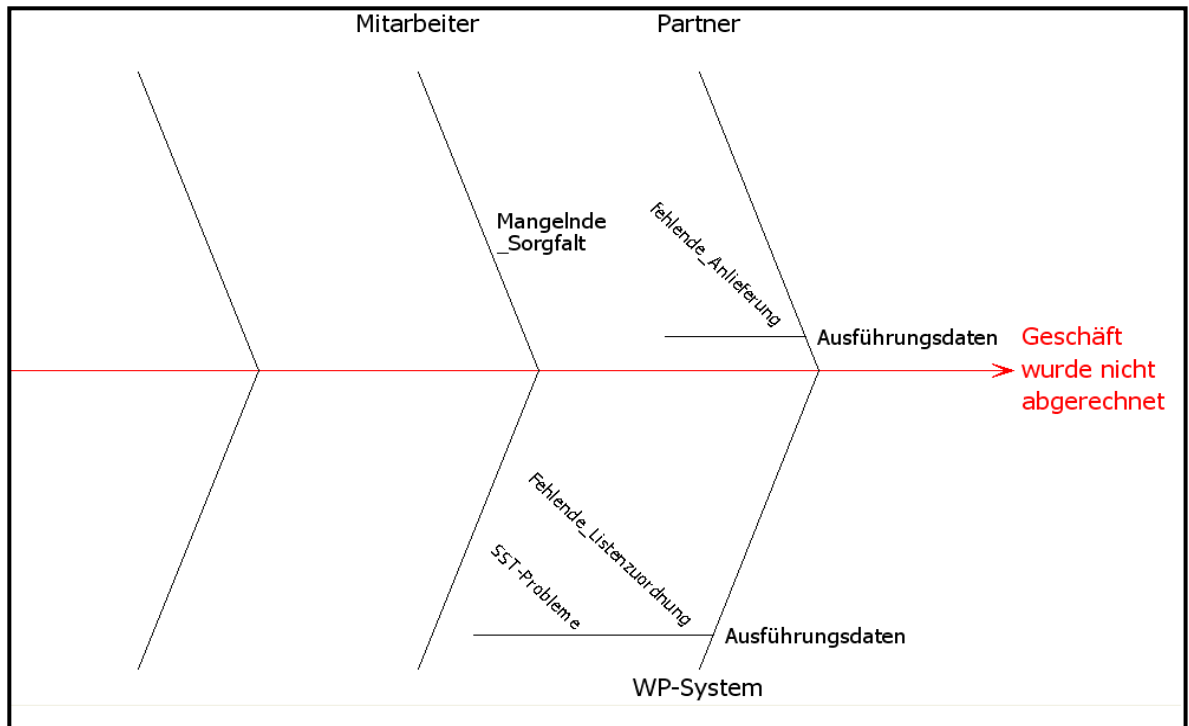 Mitarbeiter
Partner
Mangelnde
_Sorgfalt
Fehlende_Anlieferung
Ausführungsdaten
Geschäft
wurde nicht
abgerechnet
Fehlende_Listenzuordnung
SST-Probleme
Ausführungsdaten
WP-System